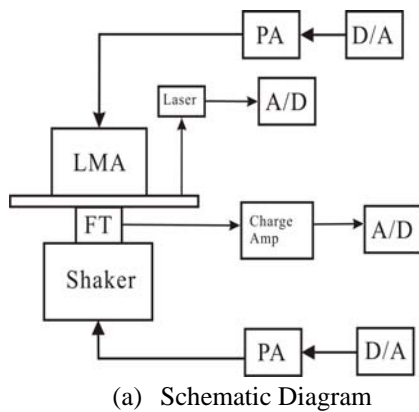 PA
D/A
Laser
A/D
LMA
FT
Charge
Amp
A/D
Shaker
PA
D/A
(a) Schematic Diagram